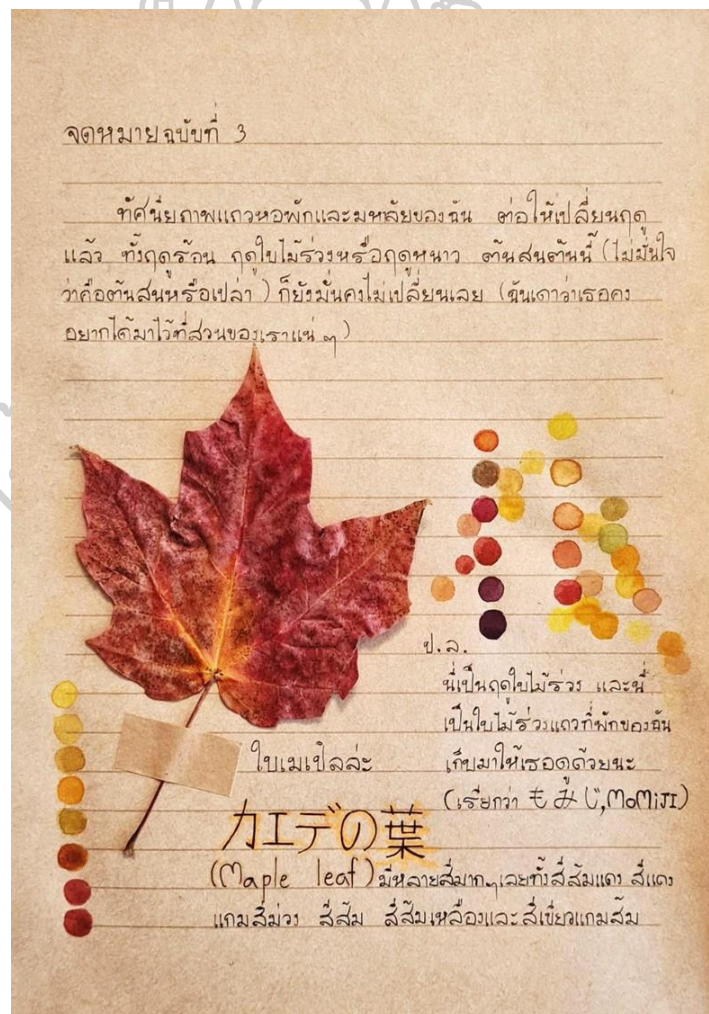 จดหมายฉบับที่ 3
ทัศนียภาพแถวหอพักและมหลัยของฉัน ต่อให้เปลี่ยนฤดู
แล้ว ทั้งฤดูร้อน ฤดูใบไม้ร่วงหรือฤดูหนาว ต้นสนต้นนี้ (ไม่มั่นใจ
ว่าคือต้นสนหรือเปล่า) ก็ยังมั่นคงไม่เปลี่ยนเลย (ฉันเดาว่าเธอคง
อยากได้มาไว้ที่สวนของเราแน่ ๆ)
ป.ล.
นี่เป็นฤดูใบไม้ร่วง และนี่
เป็นใบไม้ร่วงแถวที่พักของฉัน
เก็บมาให้เธอดูด้วยนะ
(เรียกว่า もみじ,MoMiJI)
ใบเมเปิลล่ะ
カエデの葉
(Maple leaf) มีหลายสีมากๆเลยทั้งสีส้มแดง สีแดง
แกมสีม่วง สีส้ม สีส้มเหลืองและสีเขียวแกมส้ม